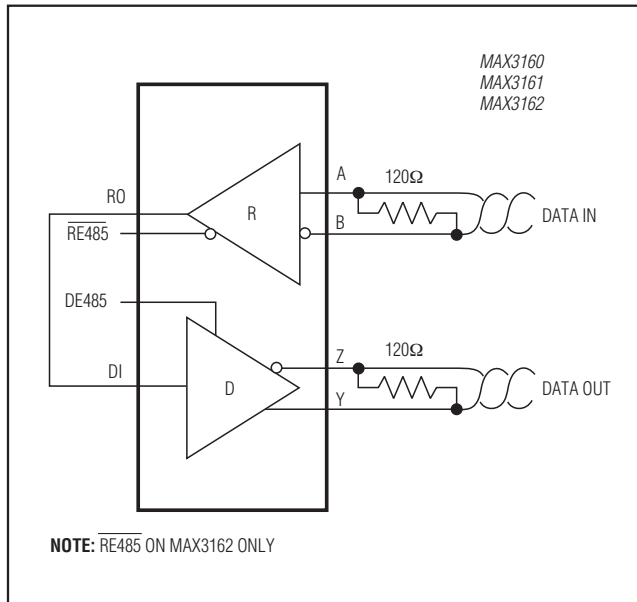 MAX3160
MAX3161
MAX3162
A
120Ω
RO
R
DATA IN
RE485
B
DE485
Z
120Ω
DI
D
DATA OUT
Y
NOTE: RE485 ON MAX3162 ONLY